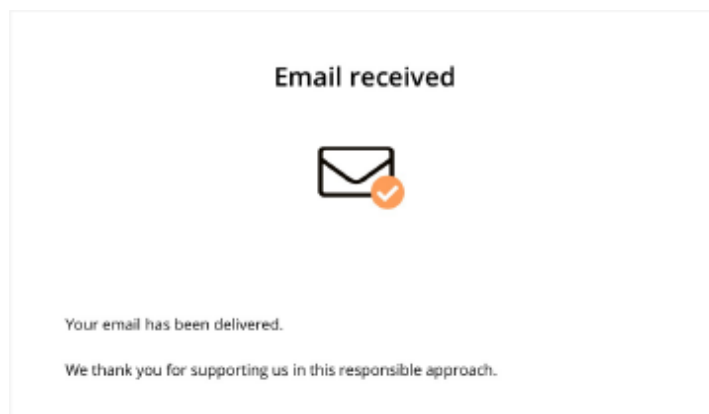 Email received
Your email has been delivered.
We thank you for supporting us in this responsible approach.